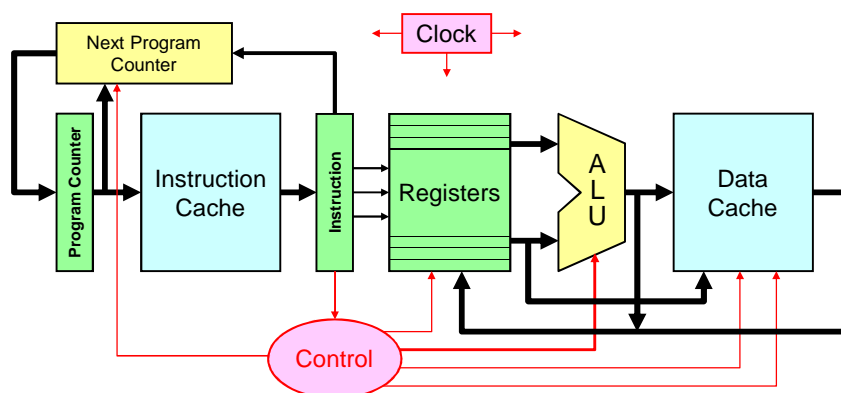 Clock
Next Program
Counter
Program Counter
Instruction
Cache
Instruction
Registers
A
L
U
Data
Cache
Control